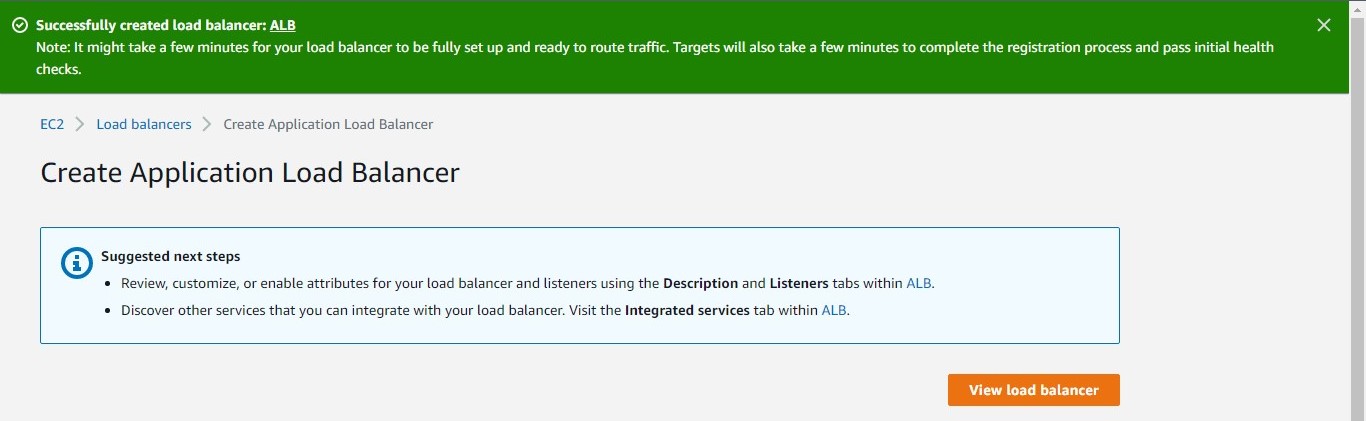 Successfully created load balancer: ALB
Note: It might take a few minutes for your load balancer to be fully set up and ready to route traffic. Targets will also take a few minutes to complete the registration process and pass initial health
checks.
EC2 > Load balancers > Create Application Load Balancer
Create Application Load Balancer
Suggested next steps
• Review, customize, or enable attributes for your load balancer and listeners using the Description and Listeners tabs within ALB.
• Discover other services that you can integrate with your load balancer. Visit the Integrated services tab within ALB.
View load balancer